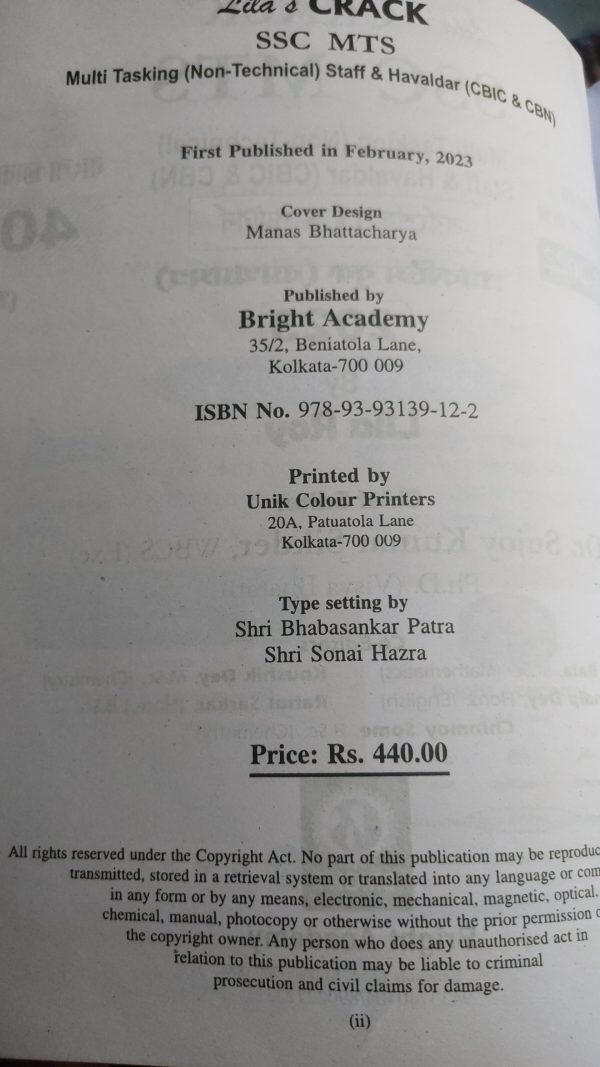 Lila's CRACK
SSC MTS
Multi Tasking (Non-Technical) Staff & Havaldar (CBIC & CBN)
First Published in February, 2023
Cover Design
Manas Bhattacharya
Published by
Bright Academy
35/2, Beniatola Lane,
Kolkata-700 009
ISBN No. 978-93-93139-12-2
Printed by
Unik Colour Printers
20A, Patuatola Lane
Kolkata-700 009
Type setting by
Shri Bhabasankar Patra
Shri Sonai Hazra
Price: Rs. 440.00
All rights reserved under the Copyright Act. No part of this publication may be reproduc
transmitted, stored in a retrieval system or translated into any language or com
in any form or by any means, electronic, mechanical, magnetic, optical,
chemical, manual, photocopy or otherwise without the prior permission o
the copyright owner. Any person who does any unauthorised act in
relation to this publication may be liable to criminal
prosecution and civil claims for damage.
(ii)